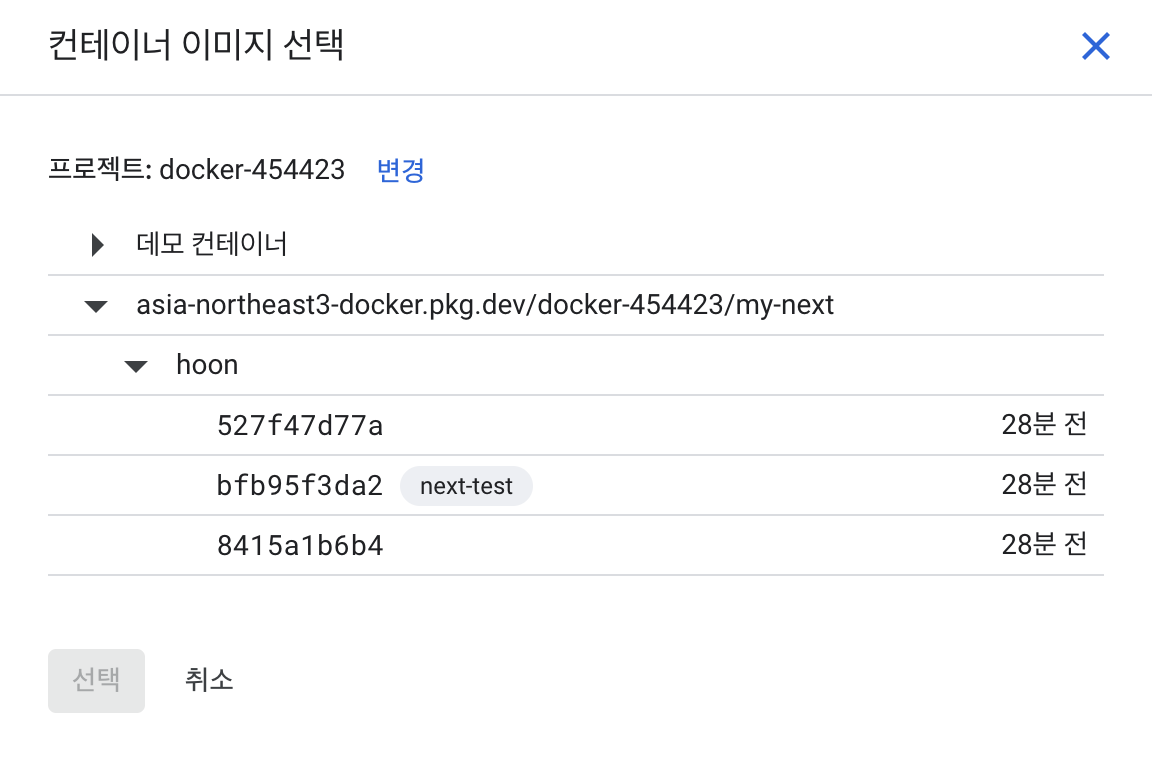 컨테이너 이미지 선택
프로젝트: docker-454423 변경
데모 컨테이너
asia-northeast3-docker.pkg.dev/docker-454423/my-next
hoon
527f47d77a 28분 전
bfb95f3da2 next-test 28분 전
8415a1b6b4 28분 전
선택 취소